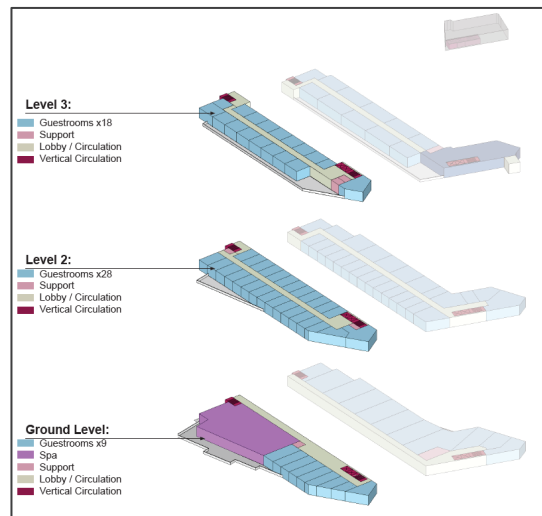 Level 3:
Guestrooms x18
Support
Lobby / Circulation
Vertical Circulation
Level 2:
Guestrooms x28
Support
Lobby / Circulation
Vertical Circulation
Ground Level:
Guestrooms x9
Spa
Support
Lobby / Circulation
Vertical Circulation